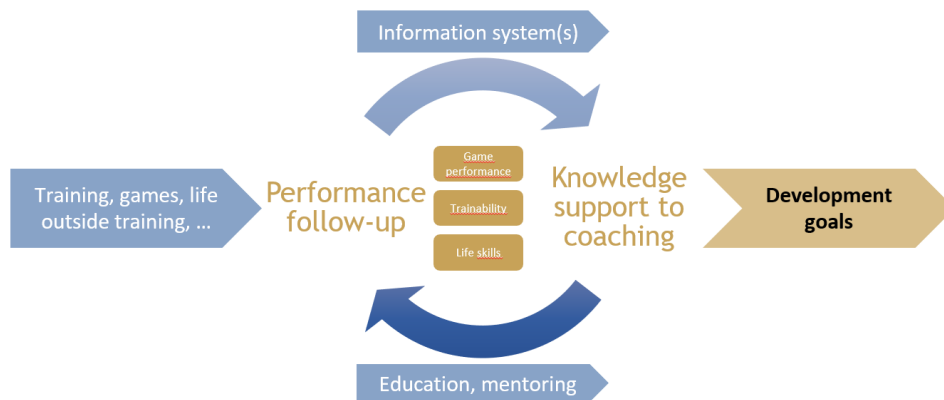 Information system(s)
Game
performance
Training, games, life
outside training, ...
Performance
follow-up
Trainability
Knowledge
support to
coaching
Development
goals
Life skills
Education, mentoring